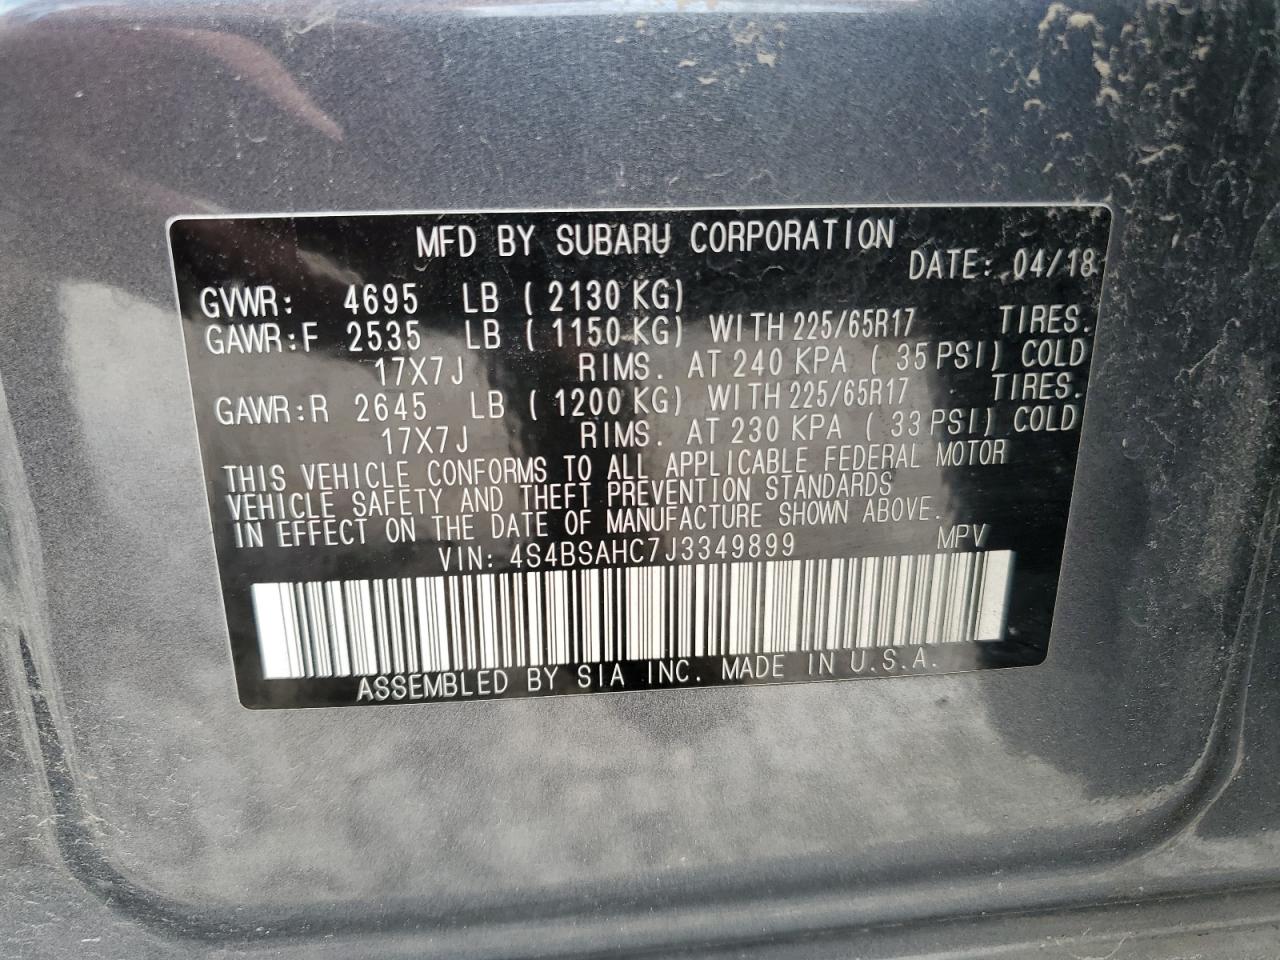 MFD BY SUBARU CORPORATION
DATE: 04/18
GVWR: 4695 LB ( 2130 KG)
GAWR:F 2535 LB ( 1150 KG) WITH 225/65R17 TIRES.
17X7J RIMS. AT 240 KPA ( 35 PSI) COLD
GAWR:R 2645 LB ( 1200 KG) WITH 225/65R17 TIRES.
17X7J RIMS. AT 230 KPA ( 33 PSI) COLD
THIS VEHICLE CONFORMS TO ALL APPLICABLE FEDERAL MOTOR
VEHICLE SAFETY AND THEFT PREVENTION STANDARDS
IN EFFECT ON THE DATE OF MANUFACTURE SHOWN ABOVE.
VIN: 4S4BSAHC7J3349899 MPV
ASSEMBLED BY SIA INC. MADE IN U.S.A.